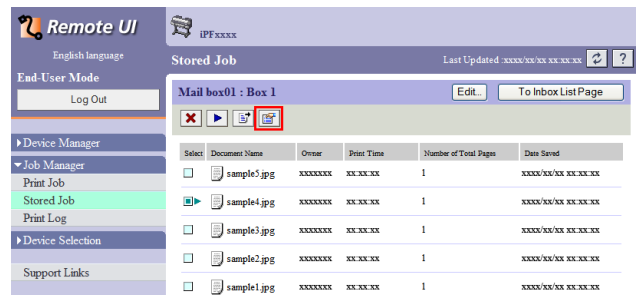 Remote UI
iPFxxxx
English language
Stored Job
Last Updated :xxxx/xx/xx xx:xx:xx
?
End-User Mode
Log Out
Mail box01 : Box 1
Edit...
To Inbox List Page
Device Manager
Job Manager
Print Job
Stored Job
Print Log
Device Selection
Support Links
Select Document Name Owner Print Time Number of Total Pages Date Saved
sample5.jpg xxxxxxx xx:xx:xx 1 xxxx/xx/xx xx:xx:xx
sample4.jpg xxxxxxx xx:xx:xx 1 xxxx/xx/xx xx:xx:xx
sample3.jpg xxxxxxx xx:xx:xx 1 xxxx/xx/xx xx:xx:xx
sample2.jpg xxxxxxx xx:xx:xx 1 xxxx/xx/xx xx:xx:xx
sample1.jpg xxxxxxx xx:xx:xx 1 xxxx/xx/xx xx:xx:xx